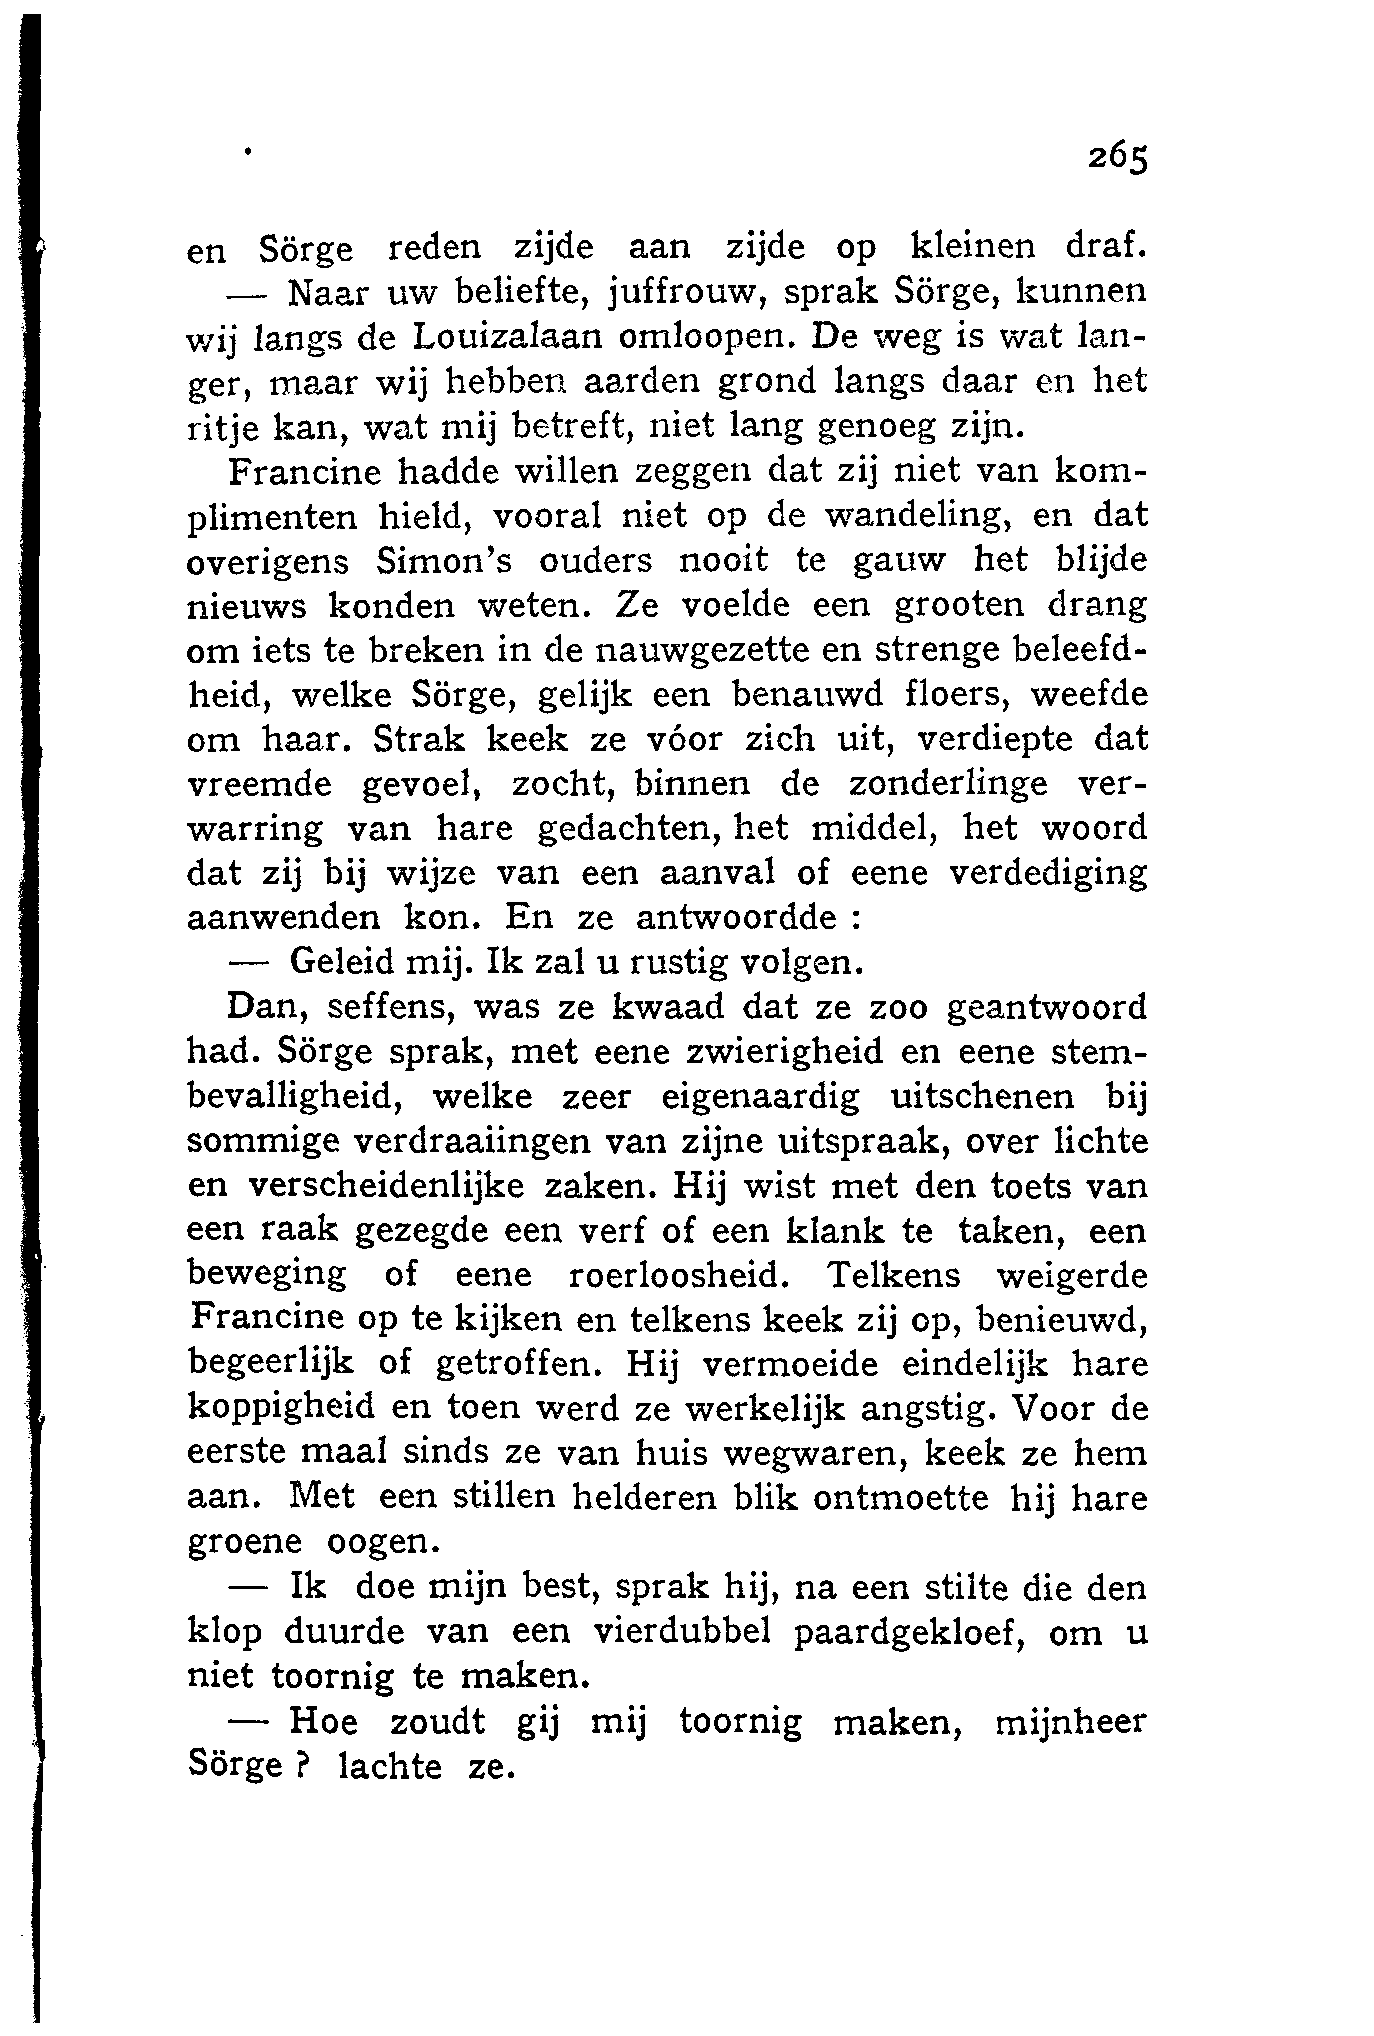 265
en Sörge reden zijde aan zijde op kleinen draf.
— Naar uw beliefte, juffrouw, sprak Sörge, kunnen
wij langs de Louizalaan omloopen. De weg is wat lan-
ger, maar wij hebben aarden grond langs daar en het
ritje kan, wat mij betreft, niet lang genoeg zijn.
Francine hadde willen zeggen dat zij niet van kom-
plimenten hield, vooral niet op de wandeling, en dat
overigens Simon's ouders nooit te gauw het blijde
nieuws konden weten. Ze voelde een grooten drang
om iets te breken in de nauwgezette en strenge beleefd-
heid, welke Sörge, gelijk een benauwd floers, weefde
om haar. Strak keek ze vóor zich uit, verdiepte dat
vreemde gevoel, zocht, binnen de zonderlinge ver-
warring van hare gedachten, het middel, het woord
dat zij bij wijze van een aanval of eene verdediging
aanwenden kon. En ze antwoordde :
— Geleid mij. Ik zal u rustig volgen.
Dan, seffens, was ze kwaad dat ze zoo geantwoord
had. Sörge sprak, met eene zwierigheid en eene stem-
bevalligheid, welke zeer eigenaardig uitschenen bij
sommige verdraaiingen van zijne uitspraak, over lichte
en verscheidenlijke zaken. Hij wist met den toets van
een raak gezegde een verf of een klank te taken, een
beweging of eene roerloosheid. Telkens weigerde
Francine op te kijken en telkens keek zij op, benieuwd,
begeerlijk of getroffen. Hij vermoeide eindelijk hare
koppigheid en toen werd ze werkelijk angstig. Voor de
eerste maal sinds ze van huis wegwaren, keek ze hem
aan. Met een stillen helderen blik ontmoette hij hare
groene oogen.
— Ik doe mijn best, sprak hij, na een stilte die den
klop duurde van een vierdubbel paardgekloef, om u
niet toornig te maken.
— Hoe zoudt gij mij toornig maken, mijnheer
Sörge ? lachte ze.